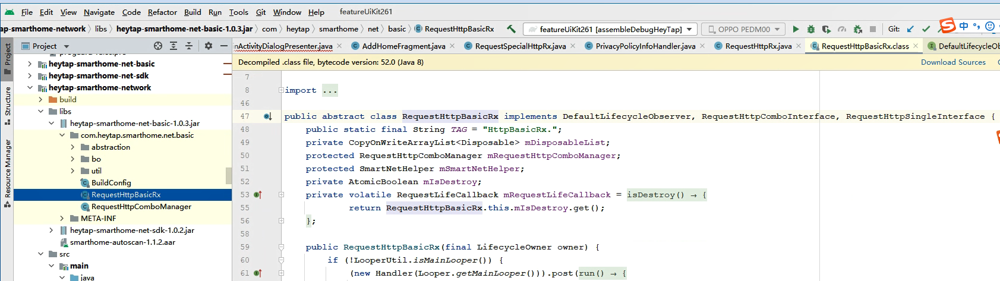 File Edit View Navigate Code Refactor Build Run Tools Git Window Help featureUiKit261
ap-smarthome-network libs heytap-smarthome-net-basic-1.0.3.jar com heytap smarthome net basic RequestHttpBasicRx featureUiKit261 [assembleDebugHeyTap] OPPO PEDM00 Git: 中
Project inActivityDialogPresenter.java AddHomeFragment.java RequestSpecialHttpRx.java PrivacyPolicyInfoHandler.java RequestHttpRx.java RequestHttpBasicRx.class DefaultLifecycleOb
Decompiled .class file, bytecode version: 52.0 (Java 8) Download Sources
Project
Structure
Resource Manager
heytap-smarthome-net-basic
heytap-smarthome-net-sdk
heytap-smarthome-network
build
libs
heytap-smarthome-net-basic-1.0.3.jar
com.heytap.smarthome.net.basic
abstraction
bo
util
BuildConfig
RequestHttpBasicRx
RequestHttpComboManager
META-INF
heytap-smarthome-net-sdk-1.0.2.jar
smarthome-autoscan-1.1.2.aar
src
main
java
7
8 import ...
46
47 public abstract class RequestHttpBasicRx implements DefaultLifecycleObserver, RequestHttpComboInterface, RequestHttpSingleInterface {
48 public static final String TAG = "HttpBasicRx.";
49 private CopyOnWriteArrayList<Disposable> mDisposableList;
50 protected RequestHttpComboManager mRequestHttpComboManager;
51 protected SmartNetHelper mSmartNetHelper;
52 private AtomicBoolean mIsDestroy;
53 private volatile RequestLifeCallback mRequestLifeCallback = isDestroy() → {
55 return RequestHttpBasicRx.this.mIsDestroy.get();
56 };
58
59 public RequestHttpBasicRx(final LifecycleOwner owner) {
60 if (!LooperUtil.isMainLooper()) {
61 (new Handler(Looper.getMainLooper())).post(run() → {